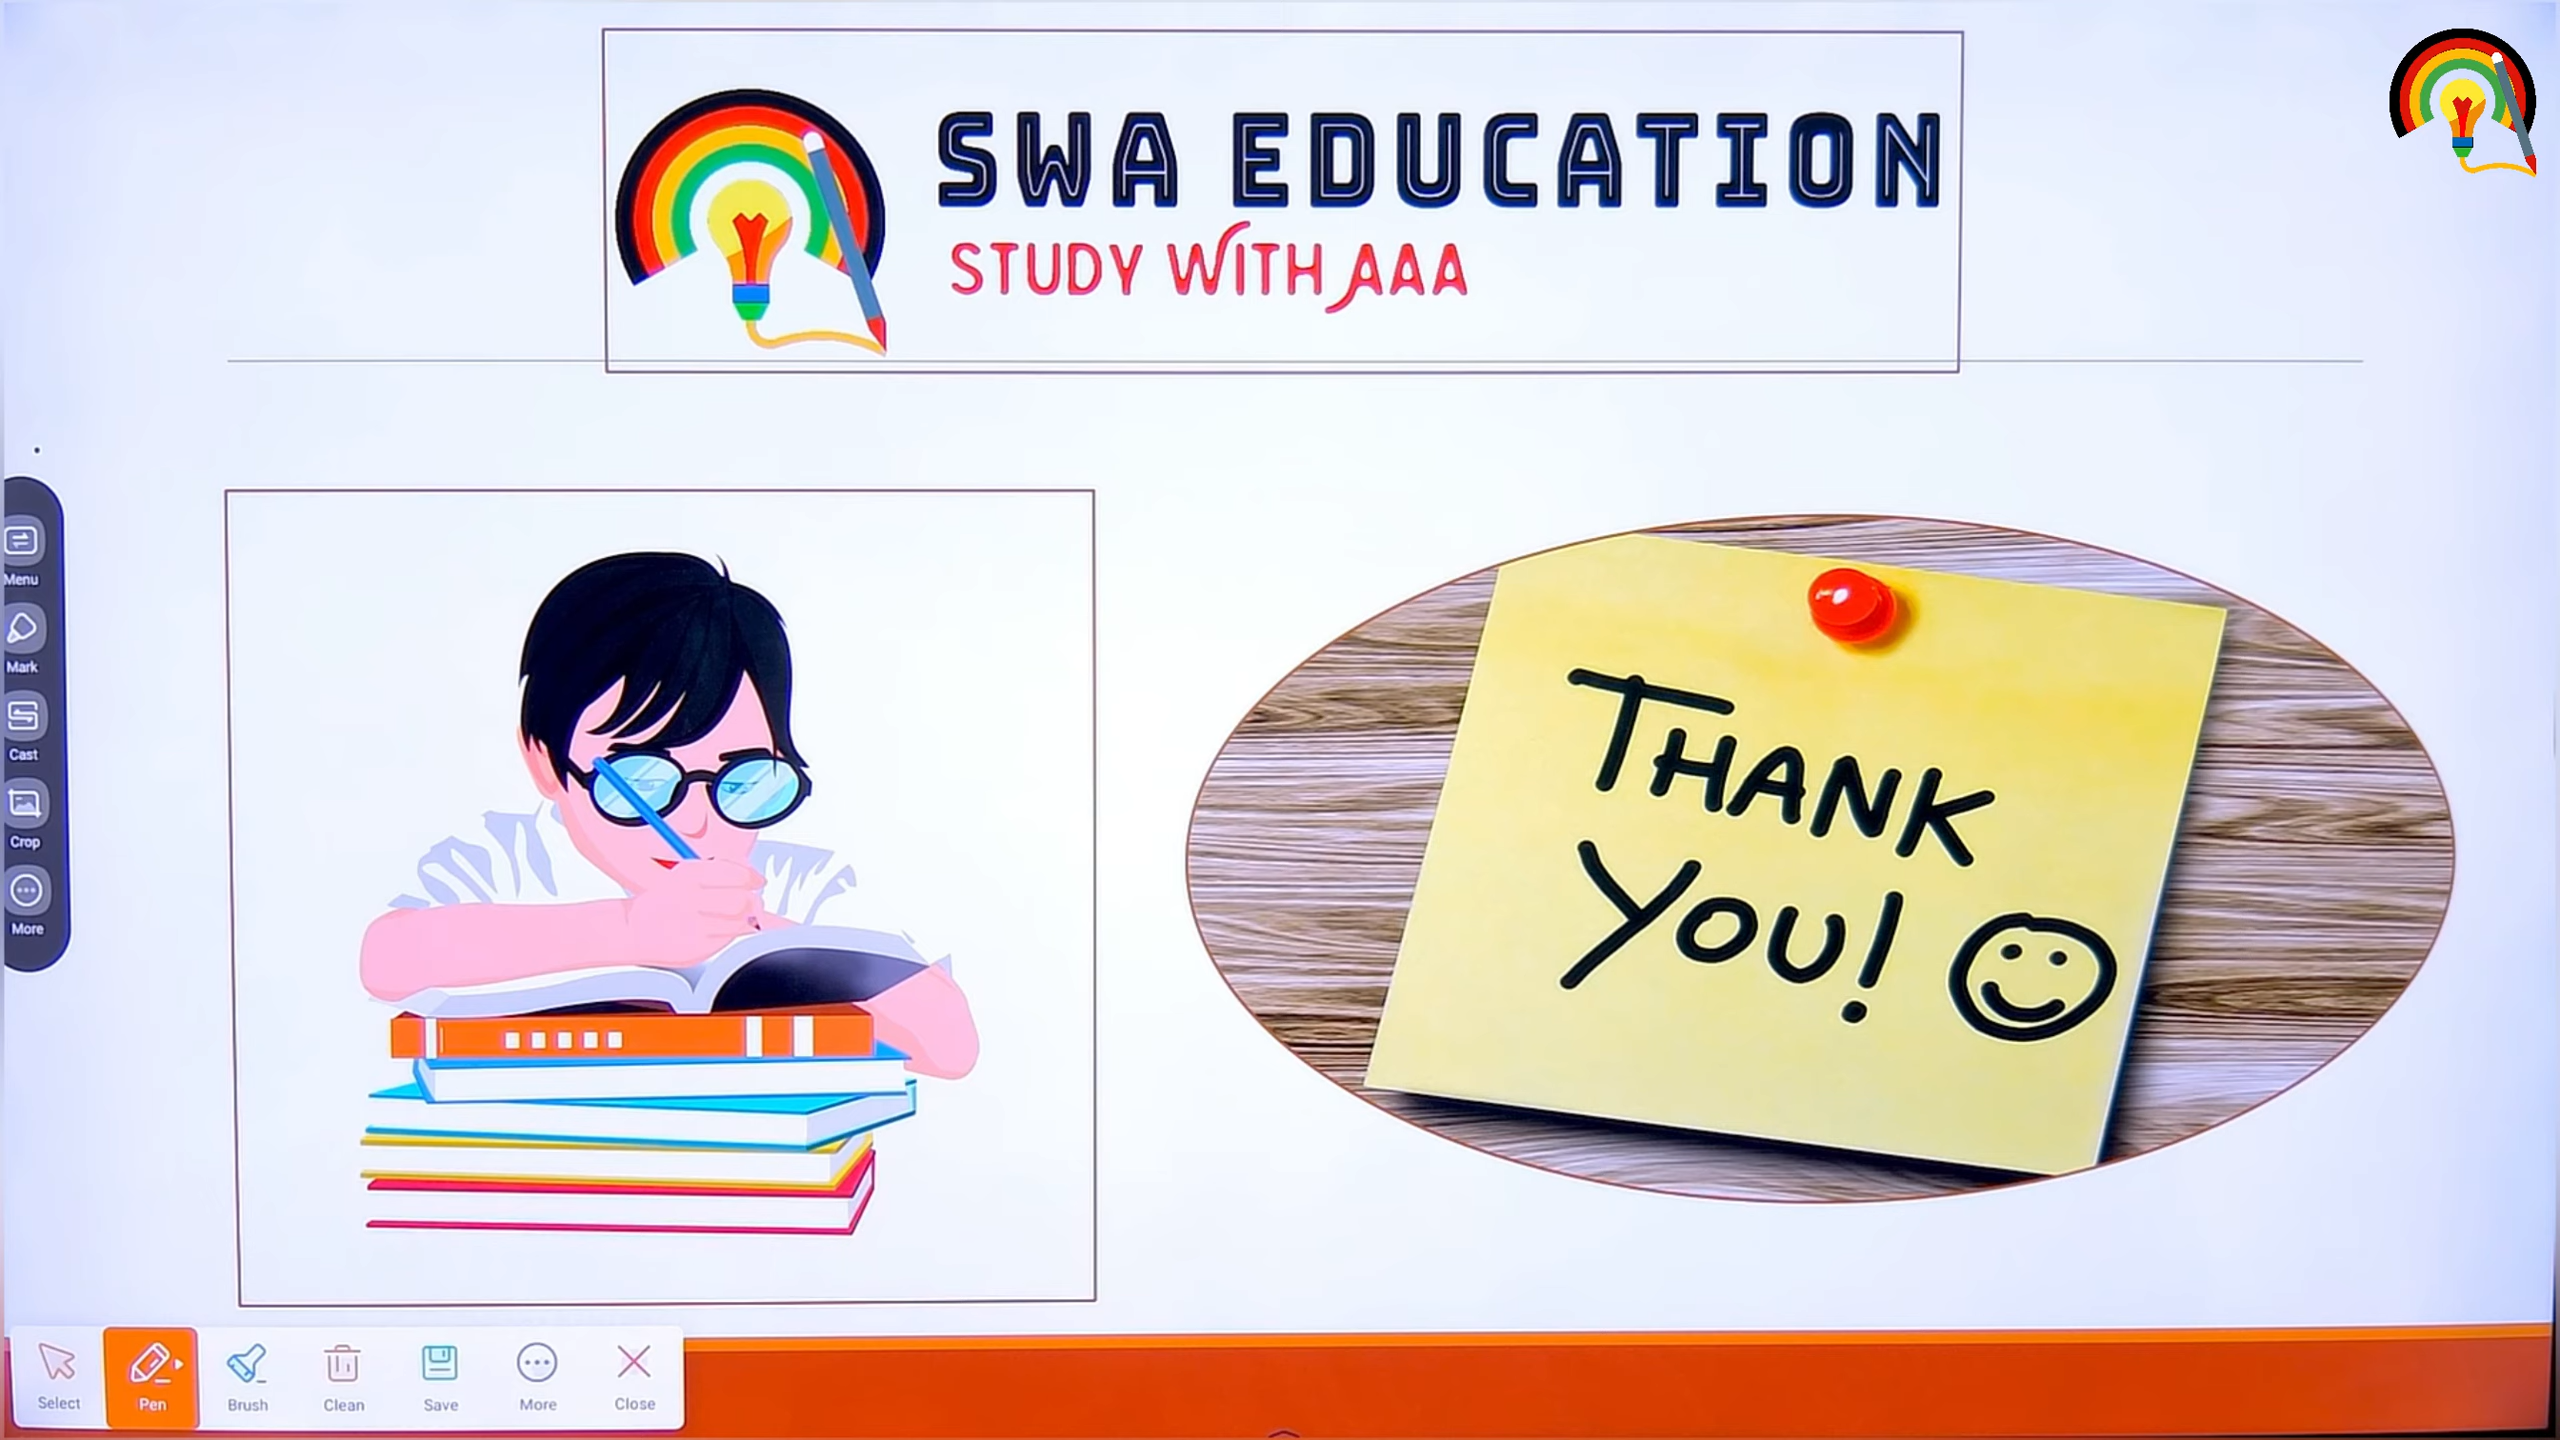 SWA EDUCATION
STUDY WITH AAA
Menu
Mark
Cast
Crop
More
THANK
YOU!
Select
Pen
Brush
Clean
Save
More
Close